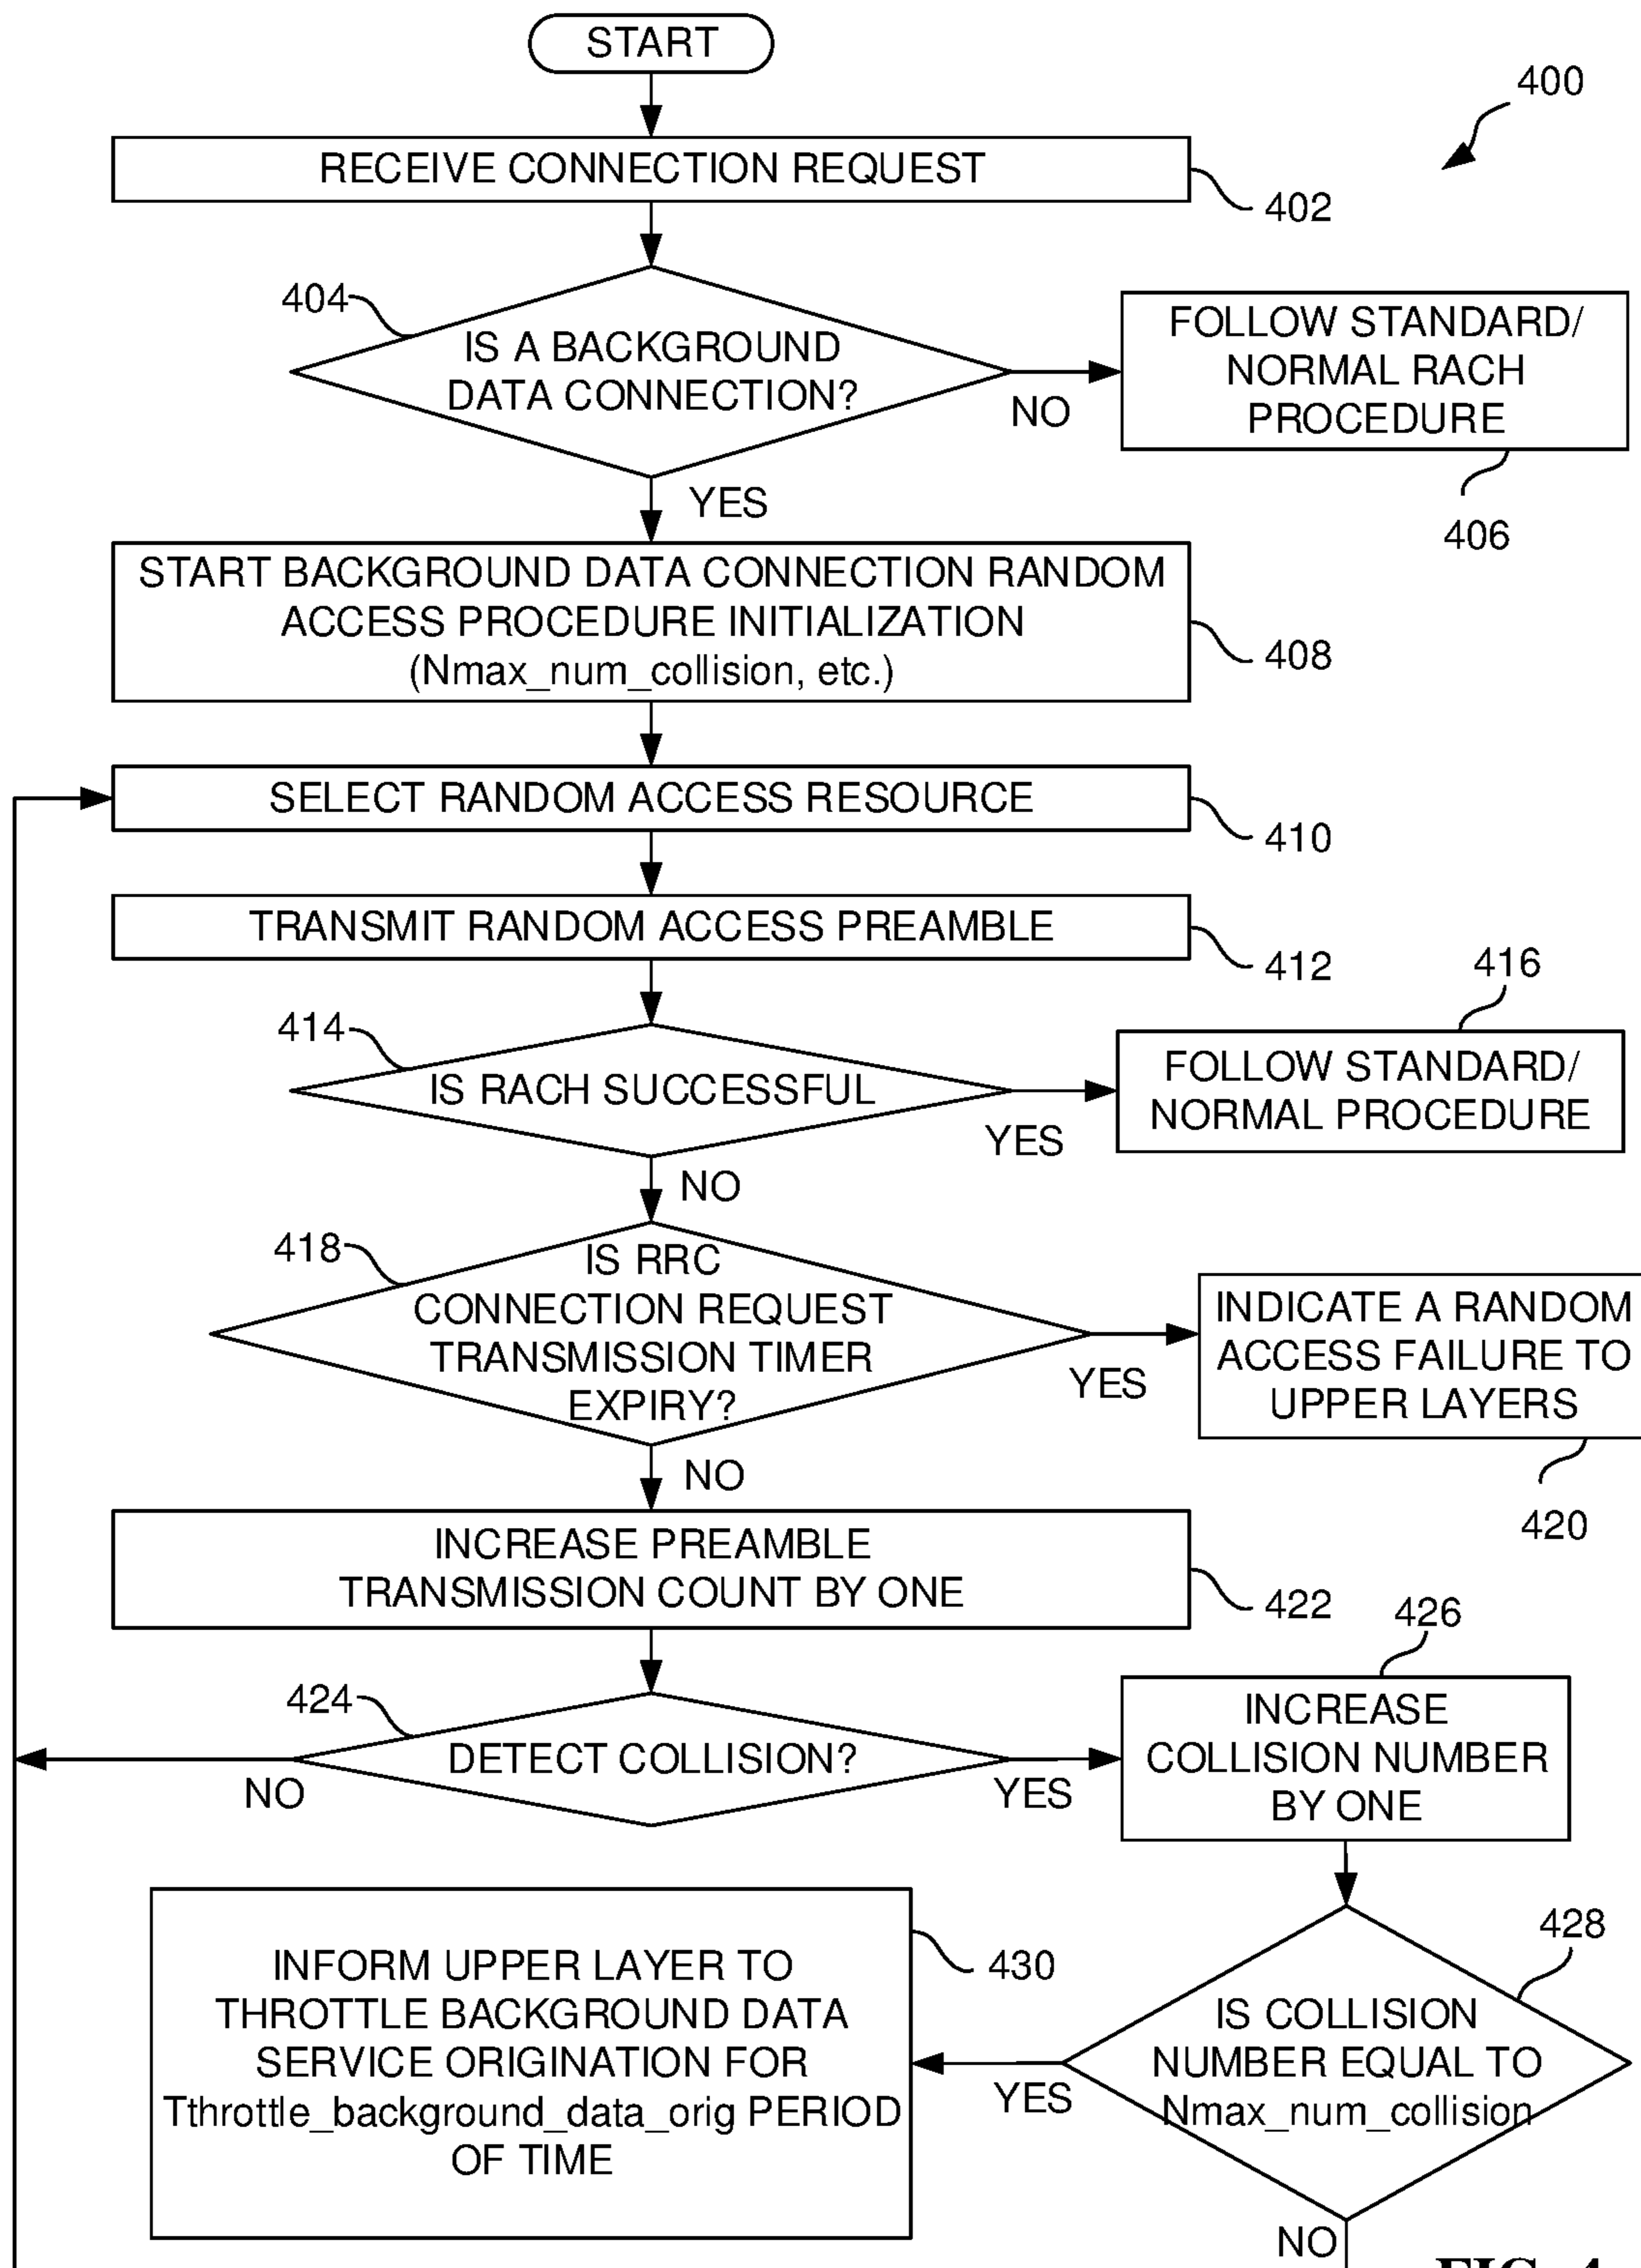 START
400
RECEIVE CONNECTION REQUEST
402
404
IS A BACKGROUND
DATA CONNECTION?
NO
FOLLOW STANDARD/
NORMAL RACH
PROCEDURE
406
YES
START BACKGROUND DATA CONNECTION RANDOM
ACCESS PROCEDURE INITIALIZATION
(Nmax_num_collision, etc.)
408
SELECT RANDOM ACCESS RESOURCE
410
TRANSMIT RANDOM ACCESS PREAMBLE
412
414
IS RACH SUCCESSFUL
YES
416
FOLLOW STANDARD/
NORMAL PROCEDURE
NO
418
IS RRC
CONNECTION REQUEST
TRANSMISSION TIMER
EXPIRY?
YES
INDICATE A RANDOM
ACCESS FAILURE TO
UPPER LAYERS
420
NO
INCREASE PREAMBLE
TRANSMISSION COUNT BY ONE
422
424
DETECT COLLISION?
NO
YES
426
INCREASE
COLLISION NUMBER
BY ONE
428
IS COLLISION
NUMBER EQUAL TO
Nmax_num_collision
YES
430
INFORM UPPER LAYER TO
THROTTLE BACKGROUND DATA
SERVICE ORIGINATION FOR
Tthrottle_background_data_orig PERIOD
OF TIME
NO
FIG. 4